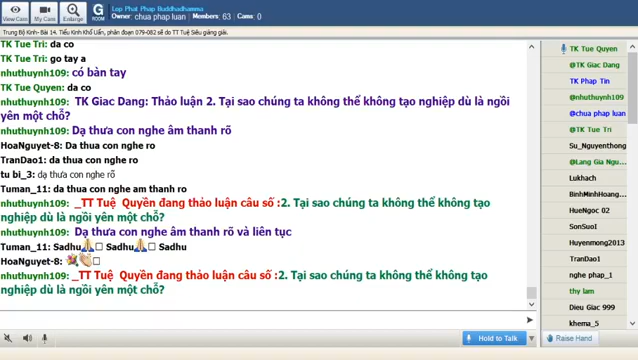 View Cam
My Cam
Enlarge
G
ROOM
Lop Phat Phap Buddhadhamma
Owner: chua phap luan | Members: 63 | Cams: 0
Trung Bộ Kinh- Bài 14. Tiểu Kinh Khổ Uẩn, phân đoạn 079-082 sẽ do TT Tuệ Siêu giảng giải.
TK Tue Tri: da co
TK Tue Tri: go tay a
nhuthuynh109: có bàn tay
TK Tue Quyen: da co
nhuthuynh109: TK Giac Dang: Thảo luận 2. Tại sao chúng ta không thể không tạo nghiệp dù là ngồi
yên một chỗ?
nhuthuynh109: Dạ thưa con nghe âm thanh rõ
HoaNguyet-8: Da thua con nghe ro
TranDao1: da thua con nghe ro
tu bi_3: dạ thưa con nghe rõ
Tuman_11: da thua con nghe am thanh ro
nhuthuynh109: _TT Tuệ Quyền đang thảo luận câu số :2. Tại sao chúng ta không thể không tạo
nghiệp dù là ngồi yên một chỗ?
nhuthuynh109: Dạ thưa con nghe âm thanh rõ và liên tục
Tuman_11: Sadhu🙏□ Sadhu🙏□ Sadhu
HoaNguyet-8: 💐👏□
nhuthuynh109: _TT Tuệ Quyền đang thảo luận câu số :2. Tại sao chúng ta không thể không tạo
nghiệp dù là ngồi yên một chỗ?
Hold to Talk
TK Tue Quyen
@TK Giac Dang
TK Phap Tin
@nhuthuynh109
@chua phap luan
@TK Tue Tri
Su_Nguyenthong
@Lang Gia Ngu...
Lukhach
BinhMinhHoang...
HueNgoc 02
SonSuoI
Huyenmong2013
TranDao1
nghe phap_1
thy lam
Dieu Giac 999
khema_5
Raise Hand